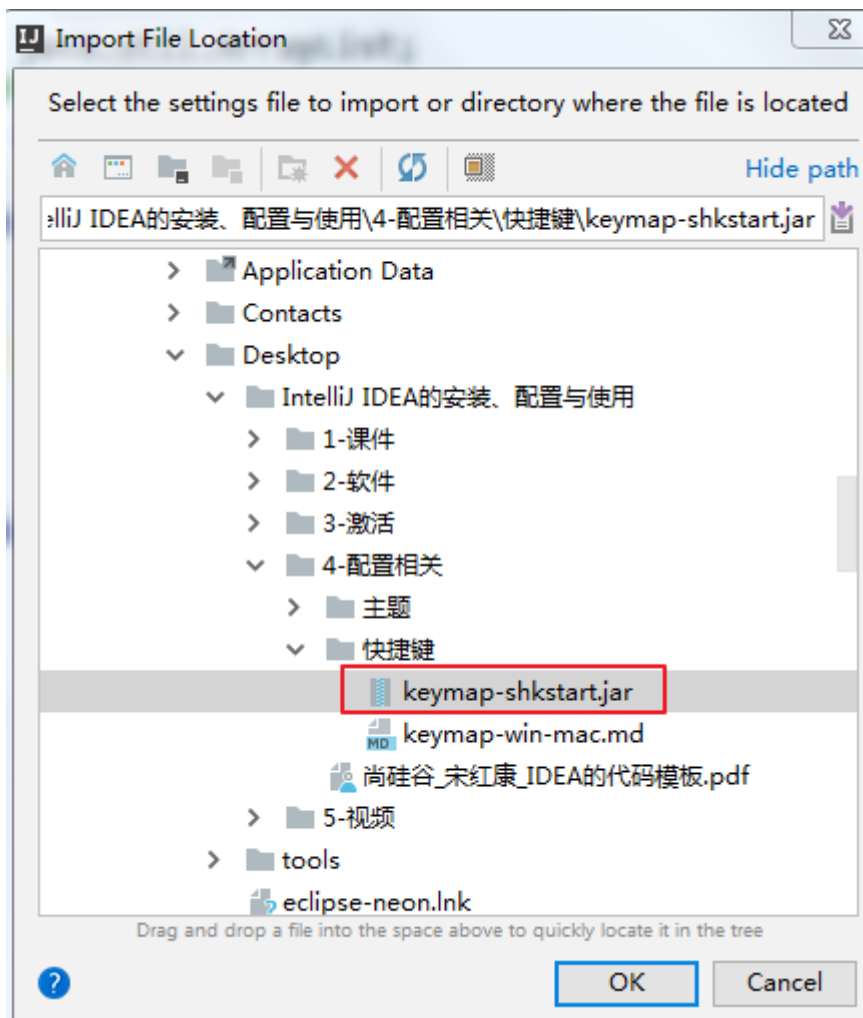 IJ Import File Location
Select the settings file to import or directory where the file is located
Hide path
elliJ IDEA的安装、配置与使用\4-配置相关\快捷键\keymap-shkstart.jar
Application Data
Contacts
Desktop
IntelliJ IDEA的安装、配置与使用
1-课件
2-软件
3-激活
4-配置相关
主题
快捷键
keymap-shkstart.jar
MD keymap-win-mac.md
尚硅谷_宋红康_IDEA的代码模板.pdf
5-视频
tools
eclipse-neon.lnk
Drag and drop a file into the space above to quickly locate it in the tree
? OK Cancel